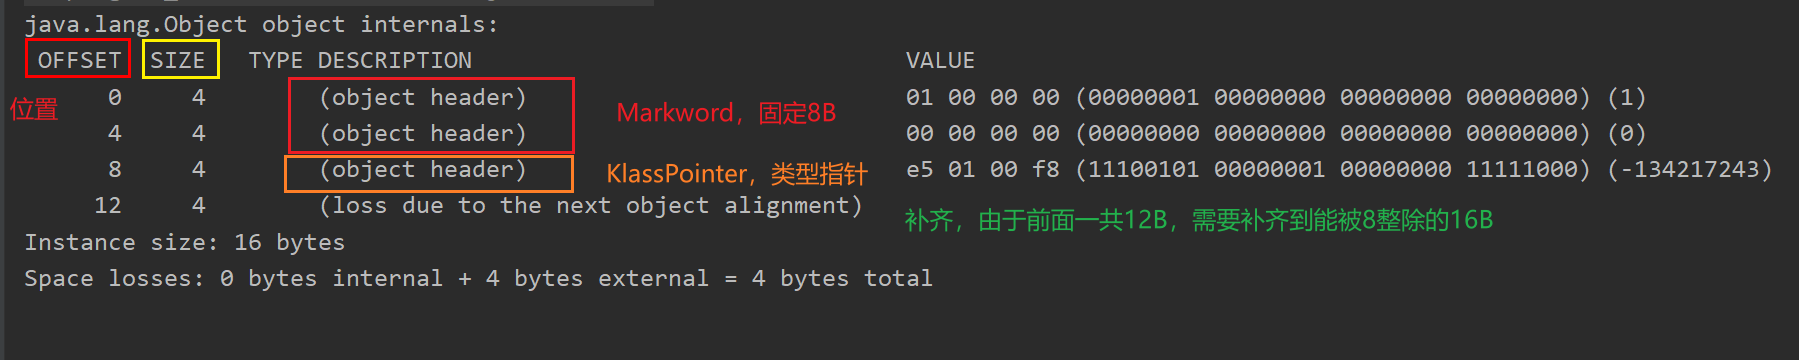 java.lang.Object object internals:
OFFSET SIZE TYPE DESCRIPTION VALUE
位置
0 4 (object header) 01 00 00 00 (00000001 00000000 00000000 00000000) (1)
Markword，固定8B
4 4 (object header) 00 00 00 00 (00000000 00000000 00000000 00000000) (0)
8 4 (object header) KlassPointer，类型指针 e5 01 00 f8 (11100101 00000001 00000000 11111000) (-134217243)
12 4 (loss due to the next object alignment)
补齐，由于前面一共12B，需要补齐到能被8整除的16B
Instance size: 16 bytes
Space losses: 0 bytes internal + 4 bytes external = 4 bytes total